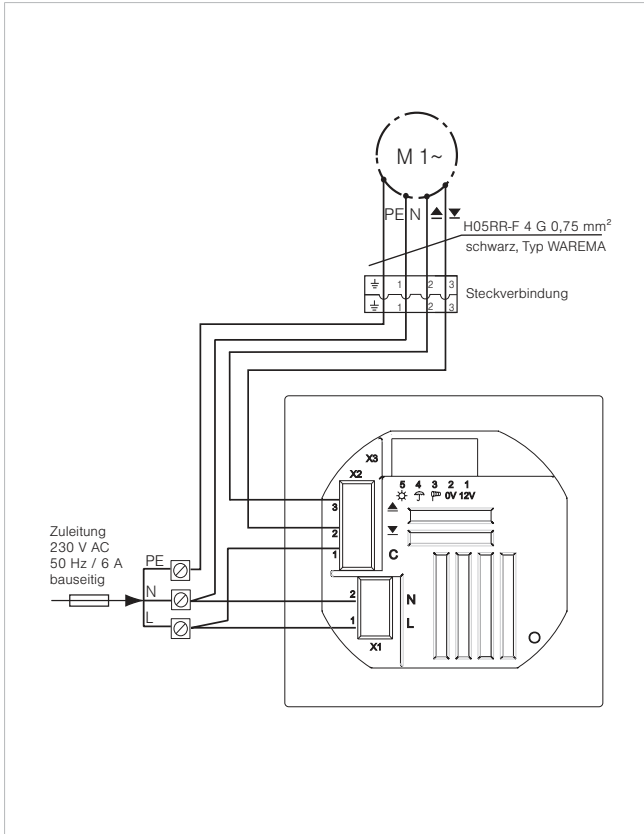 M 1~
PE N
H05RR-F 4 G 0,75 mm²
schwarz, Typ WAREMA
1 2 3
1 2 3
Steckverbindung
X3
X2
5 4 3 2 1
0V 12V
3
2
1
C
Zuleitung
230 V AC
50 Hz / 6 A
bauseitig
PE
N
L
2 N
1 L
X1